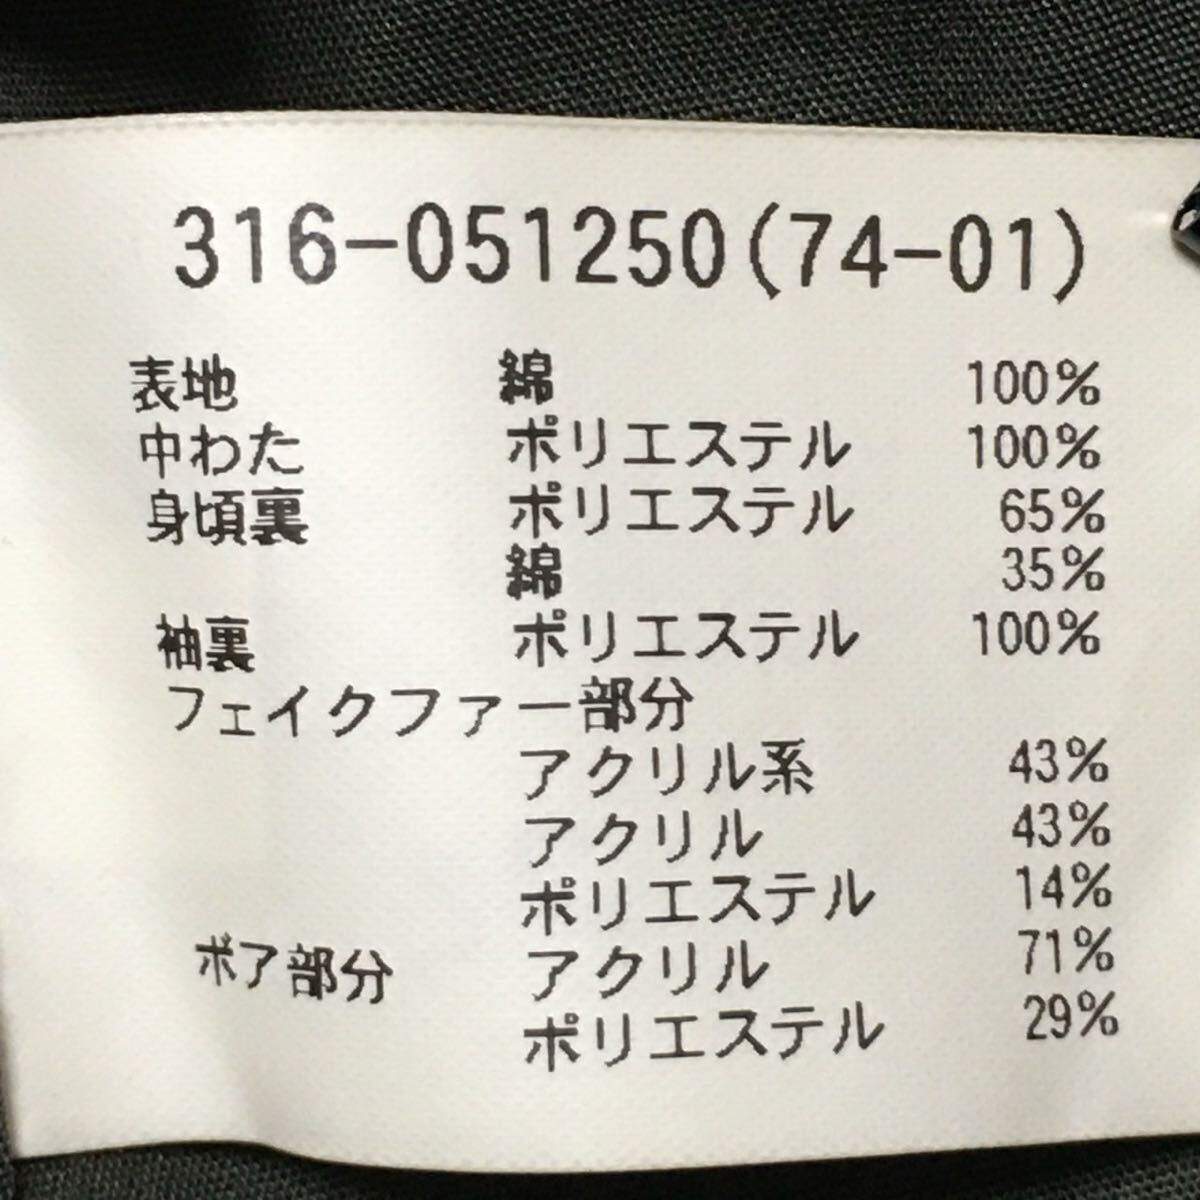 316-051250(74-01)
表地 綿 100%
中わた ポリエステル 100%
身頃裏 ポリエステル 65%
綿 35%
袖裏 ポリエステル 100%
フェイクファー部分
アクリル系 43%
アクリル 43%
ポリエステル 14%
ボア部分 アクリル 71%
ポリエステル 29%